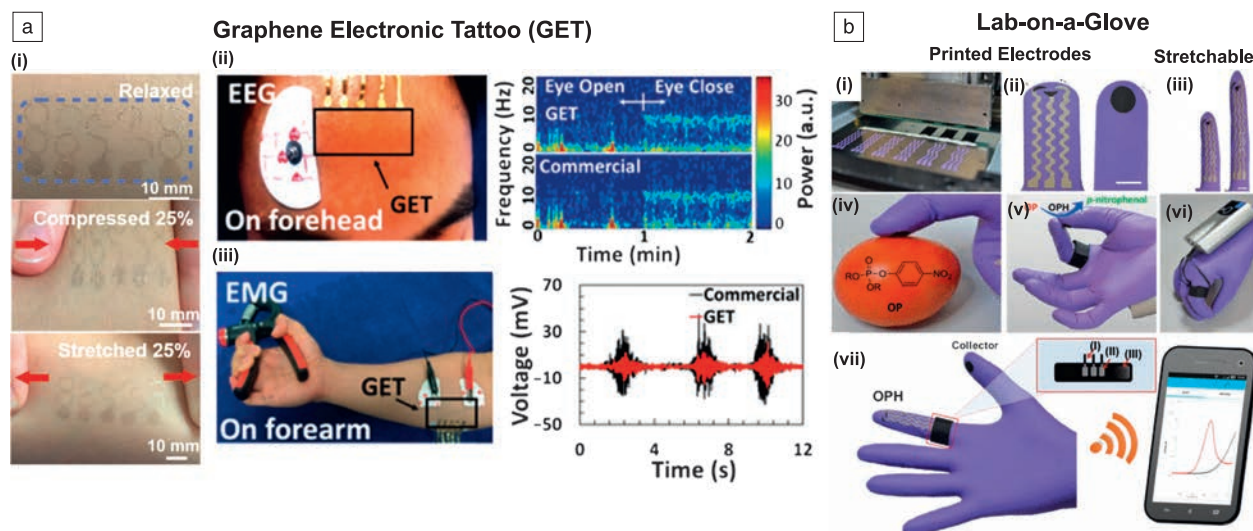 a
Graphene Electronic Tattoo (GET)
(i)
Relaxed
10 mm
Compressed 25%
10 mm
Stretched 25%
10 mm
(ii)
EEG
GET
On forehead
Frequency (Hz)
20
10
0
20
10
0
Eye Open
Eye Close
GET
Commercial
0
1
2
Time (min)
30
20
10
0
Power (a.u.)
(iii)
EMG
GET
On forearm
Voltage (mV)
70
30
−10
−50
Commercial
GET
0
4
8
12
Time (s)
b
Lab-on-a-Glove
Printed Electrodes
Stretchable
(i)
(ii)
(iii)
(iv)
RO
P
O
O
OR
NO2
OP
(v)
OPH
p-nitrophenol
(vi)
(vii)
Collector
OPH
(I)
(II)
(III)